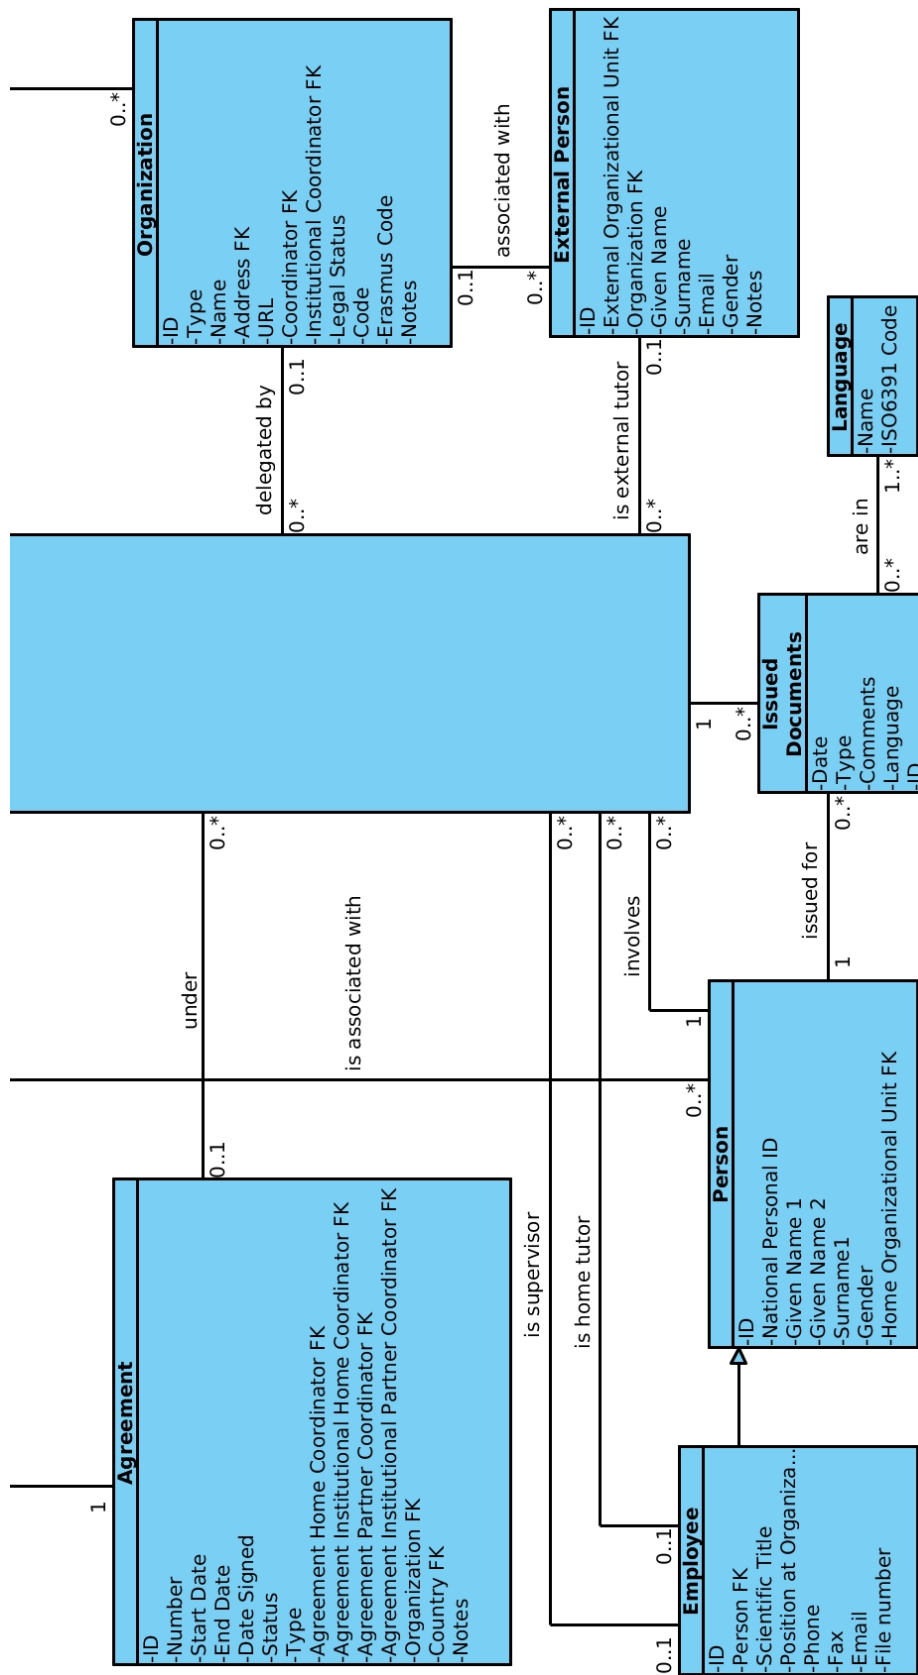 1
Agreement
-ID
-Number
-Start Date
-End Date
-Date Signed
-Status
-Type
-Agreement Home Coordinator FK
-Agreement Institutional Home Coordinator FK
-Agreement Partner Coordinator FK
-Agreement Institutional Partner Coordinator FK
-Organization FK
-Country FK
-Notes
0..1
under
0..*
is associated with
0..*
Organization
-ID
-Type
-Name
-Address FK
-URL
-Coordinator FK
-Institutional Coordinator FK
-Legal Status
-Code
-Erasmus Code
-Notes
delegated by
0..*
0..1
0..1
associated with
0..*
External Person
-ID
-External Organizational Unit FK
-Organization FK
-Given Name
-Surname
-Email
-Gender
-Notes
is external tutor
0..*
0..1
is supervisor
0..*
0..1
is home tutor
0..*
0..1
involves
0..*
1
Employee
-ID
-Person FK
-Scientific Title
-Position at Organiza...
-Phone
-Fax
-Email
-File number
0..*
Person
-ID
-National Personal ID
-Given Name 1
-Given Name 2
-Surname1
-Gender
-Home Organizational Unit FK
issued for
1
0..*
1
0..*
Issued
Documents
-Date
-Type
-Comments
-Language
-ID
are in
0..*
1..*
Language
-Name
-ISO6391 Code